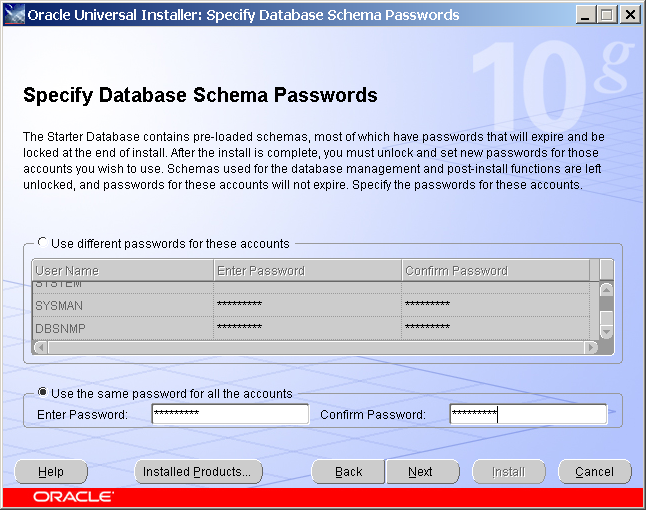 Oracle Universal Installer: Specify Database Schema Passwords
10g
Specify Database Schema Passwords
The Starter Database contains pre-loaded schemas, most of which have passwords that will expire and be
locked at the end of install. After the install is complete, you must unlock and set new passwords for those
accounts you wish to use. Schemas used for the database management and post-install functions are left
unlocked, and passwords for these accounts will not expire. Specify the passwords for these accounts.
Use different passwords for these accounts
User Name Enter Password Confirm Password
SYSTEM
SYSMAN ********* *********
DBSNMP ********* *********
Use the same password for all the accounts
Enter Password: ********* Confirm Password: *********
Help Installed Products... Back Next Install Cancel
ORACLE